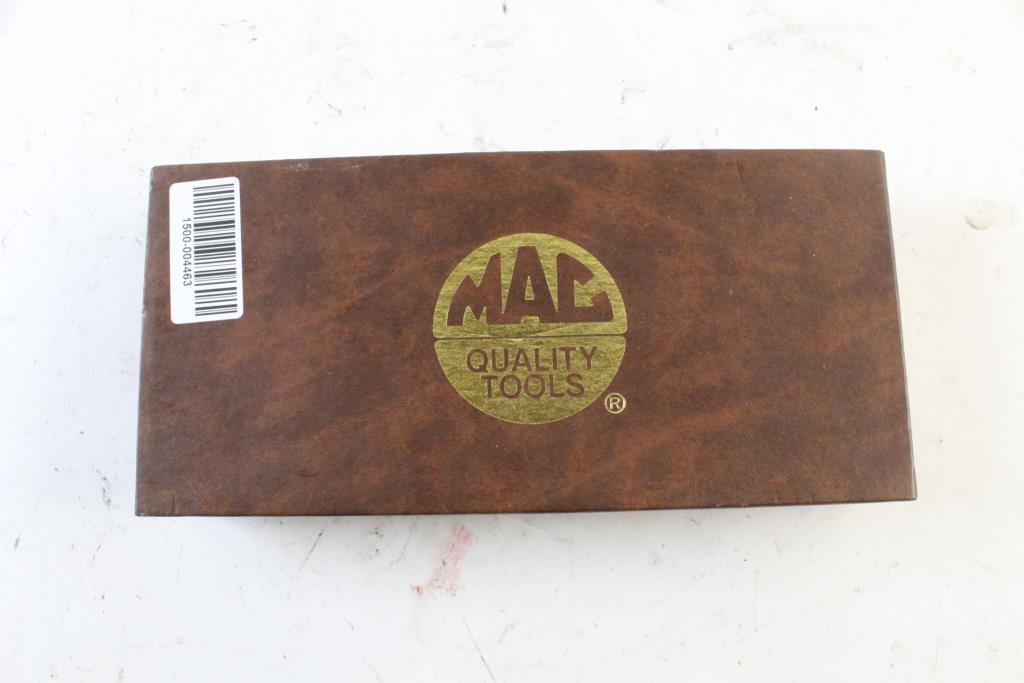 1500-004463
MAC
QUALITY
TOOLS
®